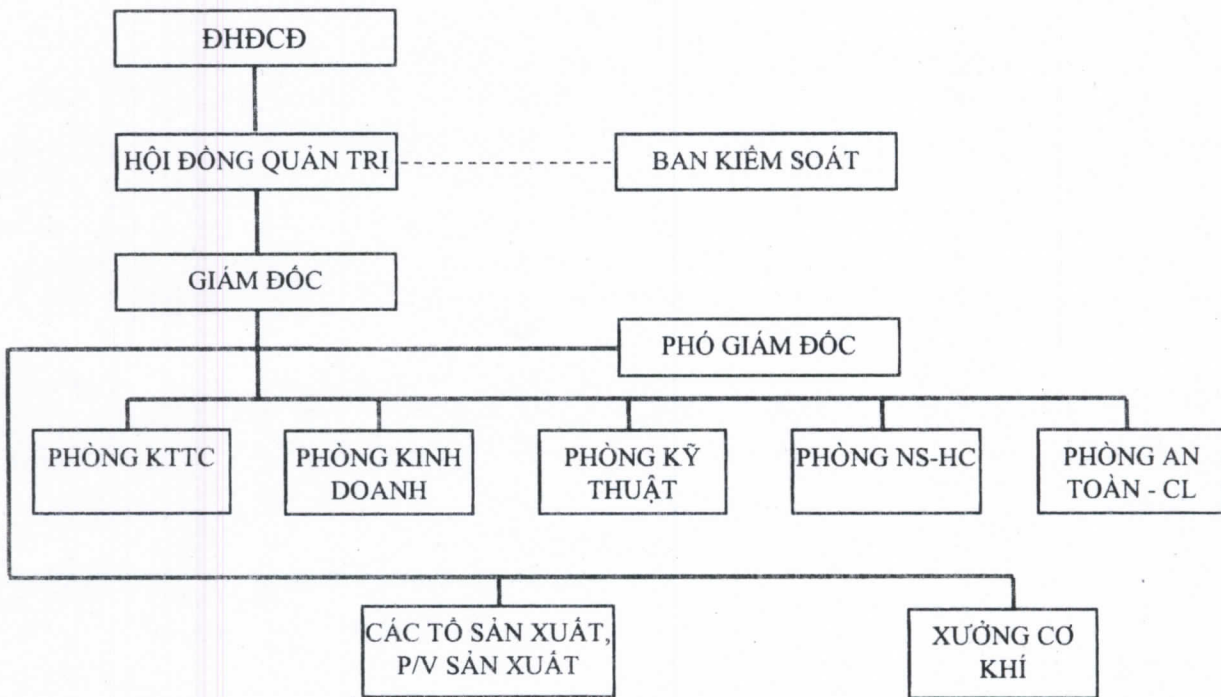 ĐHĐCĐ
HỘI ĐỒNG QUẢN TRỊ
BAN KIỂM SOÁT
GIÁM ĐỐC
PHÓ GIÁM ĐỐC
PHÒNG KTTC
PHÒNG KINH
DOANH
PHÒNG KỸ
THUẬT
PHÒNG NS-HC
PHÒNG AN
TOÀN - CL
CÁC TỔ SẢN XUẤT,
P/V SẢN XUẤT
XƯỞNG CƠ
KHÍ